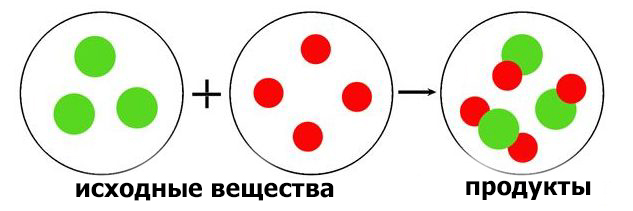 исходные вещества
продукты